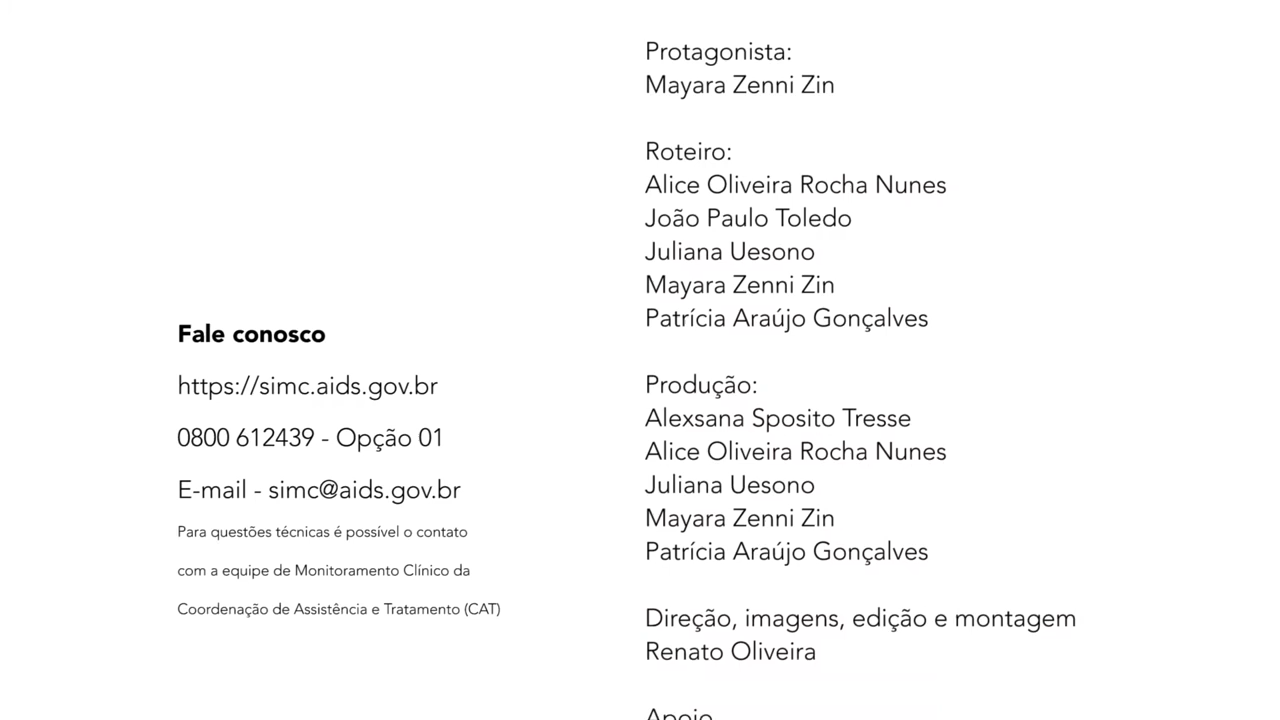 Fale conosco
https://simc.aids.gov.br
0800 612439 - Opção 01
E-mail - simc@aids.gov.br
Para questões técnicas é possível o contato
com a equipe de Monitoramento Clínico da
Coordenação de Assistência e Tratamento (CAT)
Protagonista:
Mayara Zenni Zin
Roteiro:
Alice Oliveira Rocha Nunes
João Paulo Toledo
Juliana Uesono
Mayara Zenni Zin
Patrícia Araújo Gonçalves
Produção:
Alexsana Sposito Tresse
Alice Oliveira Rocha Nunes
Juliana Uesono
Mayara Zenni Zin
Patrícia Araújo Gonçalves
Direção, imagens, edição e montagem
Renato Oliveira
Apoio